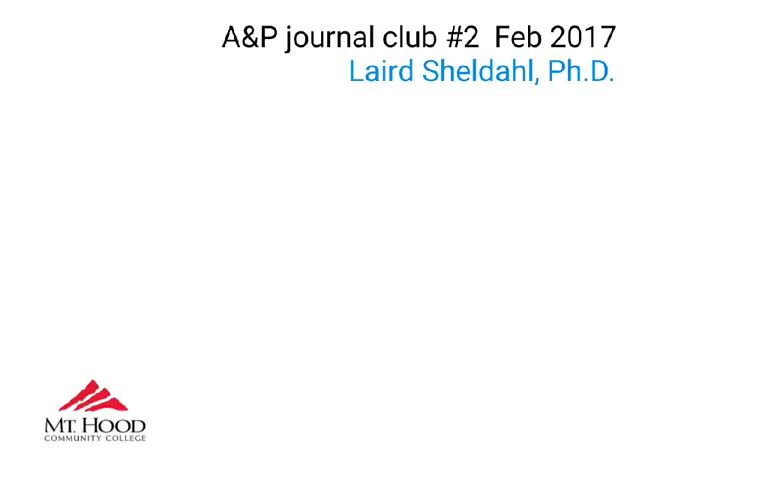 A&P journal club #2  Feb 2017
Laird Sheldahl, Ph.D.
MT. HOOD
COMMUNITY COLLEGE